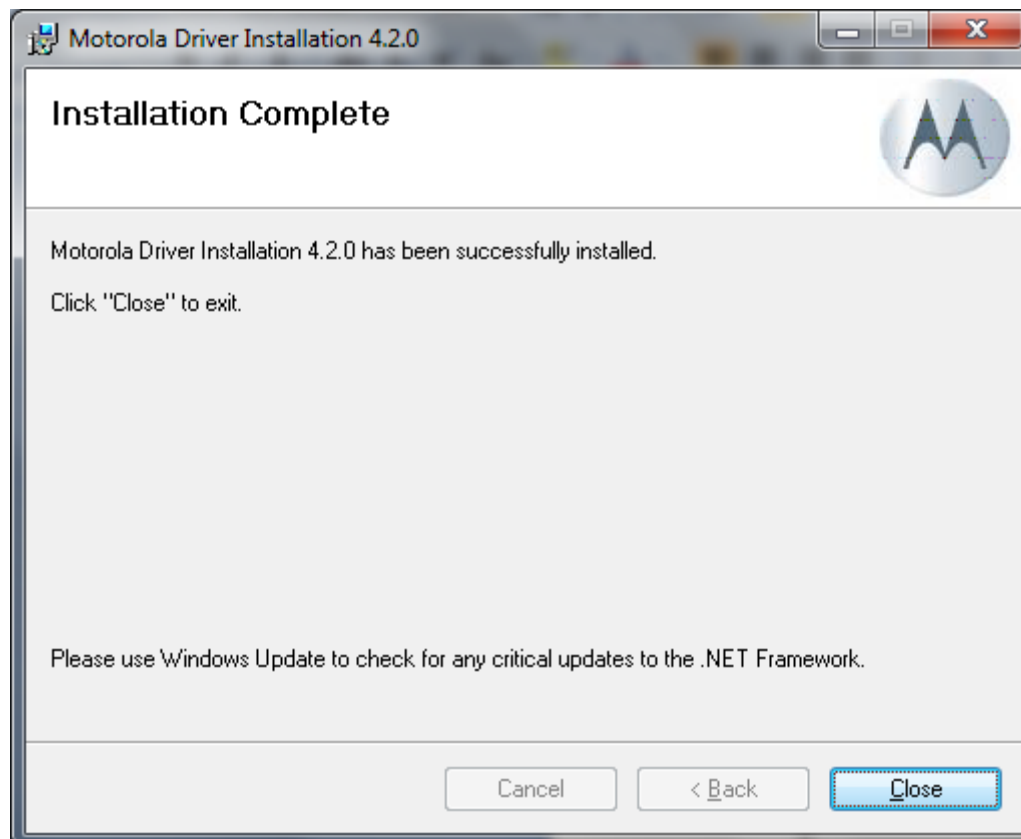 Motorola Driver Installation 4.2.0
Installation Complete
Motorola Driver Installation 4.2.0 has been successfully installed.
Click "Close" to exit.
Please use Windows Update to check for any critical updates to the .NET Framework.
Cancel
< Back
Close